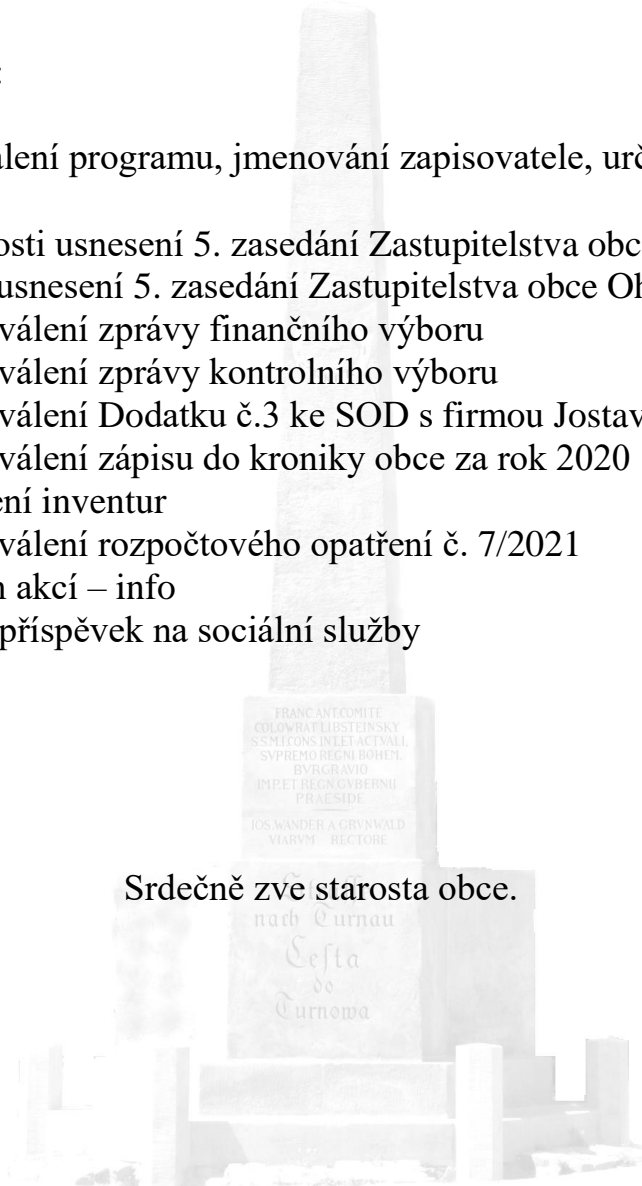 :
álení programu, jmenování zapisovatele, urč
osti usnesení 5. zasedání Zastupitelstva obc
usnesení 5. zasedání Zastupitelstva obce Oh
válení zprávy finančního výboru
válení zprávy kontrolního výboru
válení Dodatku č.3 ke SOD s firmou Jostav
válení zápisu do kroniky obce za rok 2020
ení inventur
válení rozpočtového opatření č. 7/2021
n akcí – info
příspěvek na sociální služby
FRANC ANT.COMITE
COLOWRAT LIBSTEINSKY
S.S.M.I.CONS.IN.ET.ACTVALI,
SVPREMO REGNI BOHEM.
BVRGRAVIO
IMP.ET REGN.GVBERNII
PRAESIDE
JOS.WANDER A GRVNWALD
VIARVM RECTORE
Srdečně zve starosta obce.
nach Turnau
Cesta
do
Turnowa